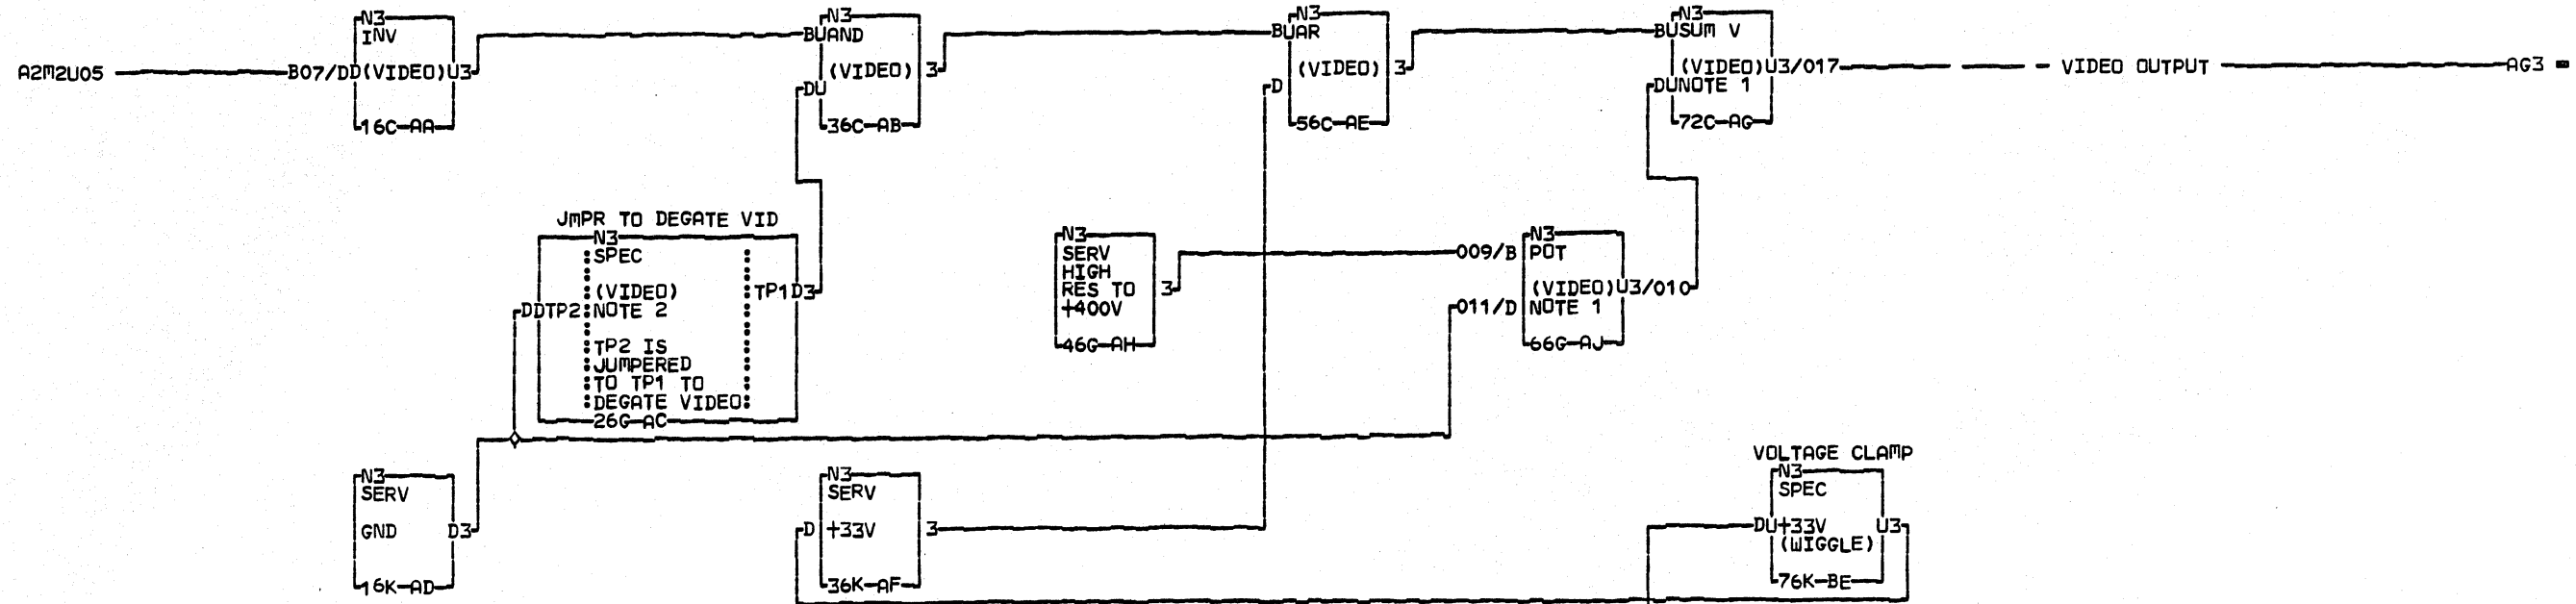 N3
INV
A2M2U05
B07/DD(VIDEO)U3
16C-AA
N3
BUAND
(VIDEO) 3
DU
36C-AB
N3
BUAR
(VIDEO) 3
D
56C-AE
N3
BUSUM V
(VIDEO)U3/017
VIDEO OUTPUT
AG3
DUNOTE 1
72C-AG
JmPR TO DEGATE VID
N3
SPEC
(VIDEO)
TP1D3
DDTP2
NOTE 2
TP2 IS
JUMPERED
TO TP1 TO
DEGATE VIDEO
26G-AC
N3
SERV
HIGH
RES TO 3
+400V
46G-AH
N3
009/B POT
(VIDEO)U3/010
011/D NOTE 1
66G-AJ
N3
SERV
GND D3
16K-AD
N3
SERV
D +33V 3
36K-AF
VOLTAGE CLAMP
N3
SPEC
DU+33V U3
(WIGGLE)
76K-BE